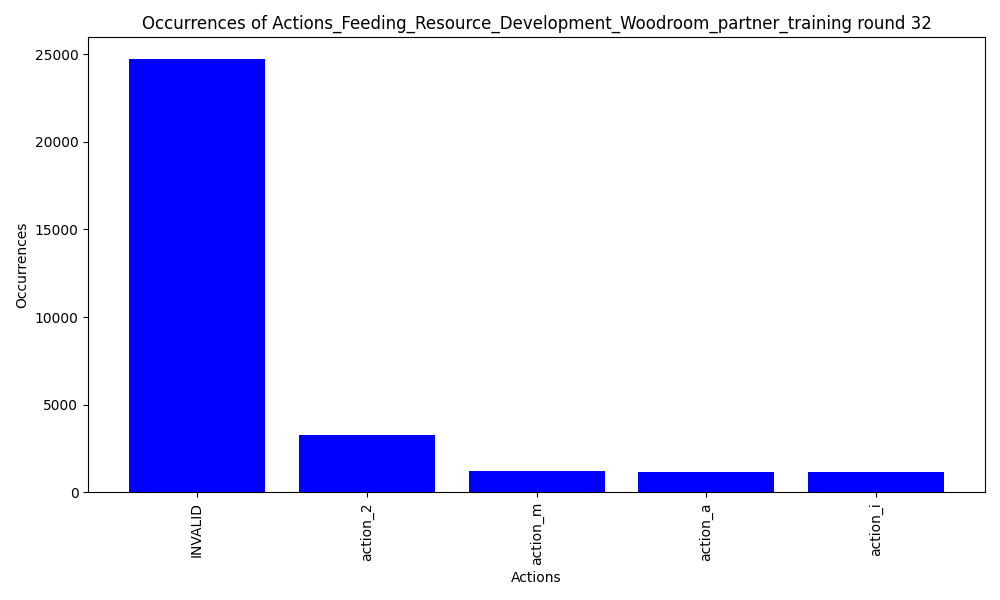 Occurrences of Actions_Feeding_Resource_Development_Woodroom_partner_training round 32
Occurrences
25000
20000
15000
10000
5000
0
INVALID
action_2
action_m
action_a
action_i
Actions